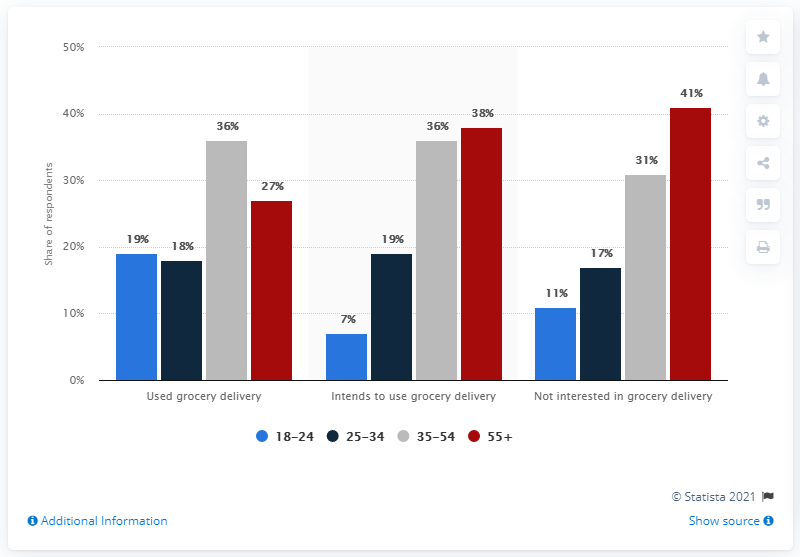 50%
40%
30%
20%
10%
0%
Share of respondents
19%
18%
36%
27%
7%
19%
36%
38%
11%
17%
31%
41%
Used grocery delivery
Intends to use grocery delivery
Not interested in grocery delivery
18–24 25–34 35–54 55+
© Statista 2021
Additional Information
Show source